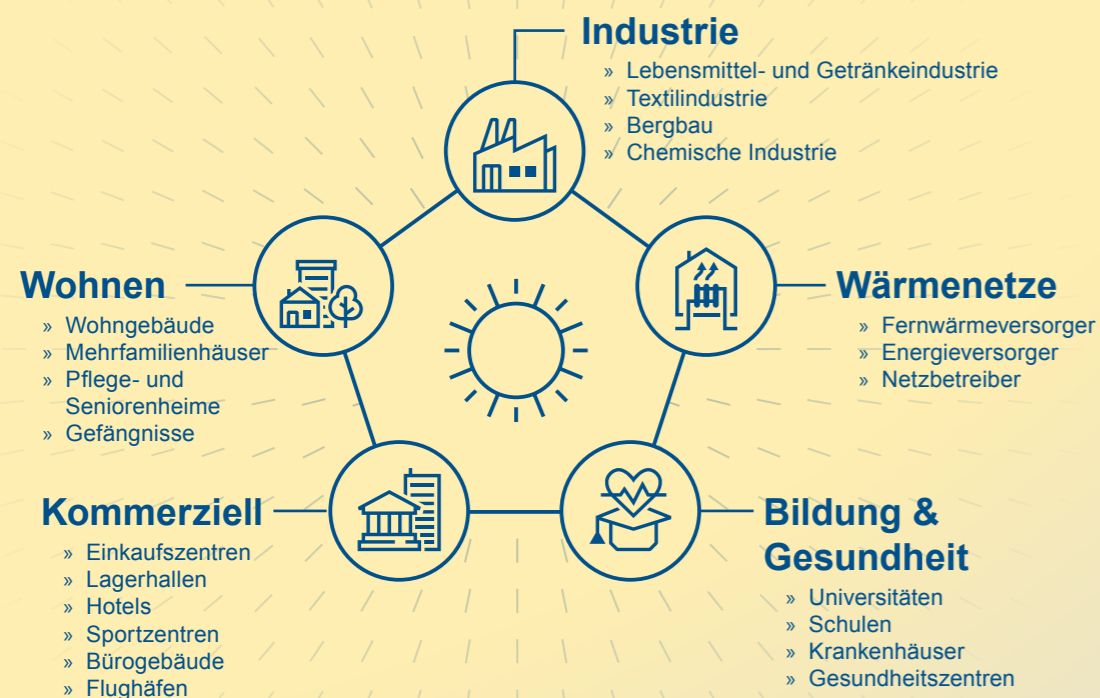 Industrie
» Lebensmittel- und Getränkeindustrie
» Textilindustrie
» Bergbau
» Chemische Industrie
Wohnen
» Wohngebäude
» Mehrfamilienhäuser
» Pflege- und
Seniorenheime
» Gefängnisse
Wärmenetze
» Fernwärmeversorger
» Energieversorger
» Netzbetreiber
Kommerziell
» Einkaufszentren
» Lagerhallen
» Hotels
» Sportzentren
» Bürogebäude
» Flughäfen
Bildung &
Gesundheit
» Universitäten
» Schulen
» Krankenhäuser
» Gesundheitszentren